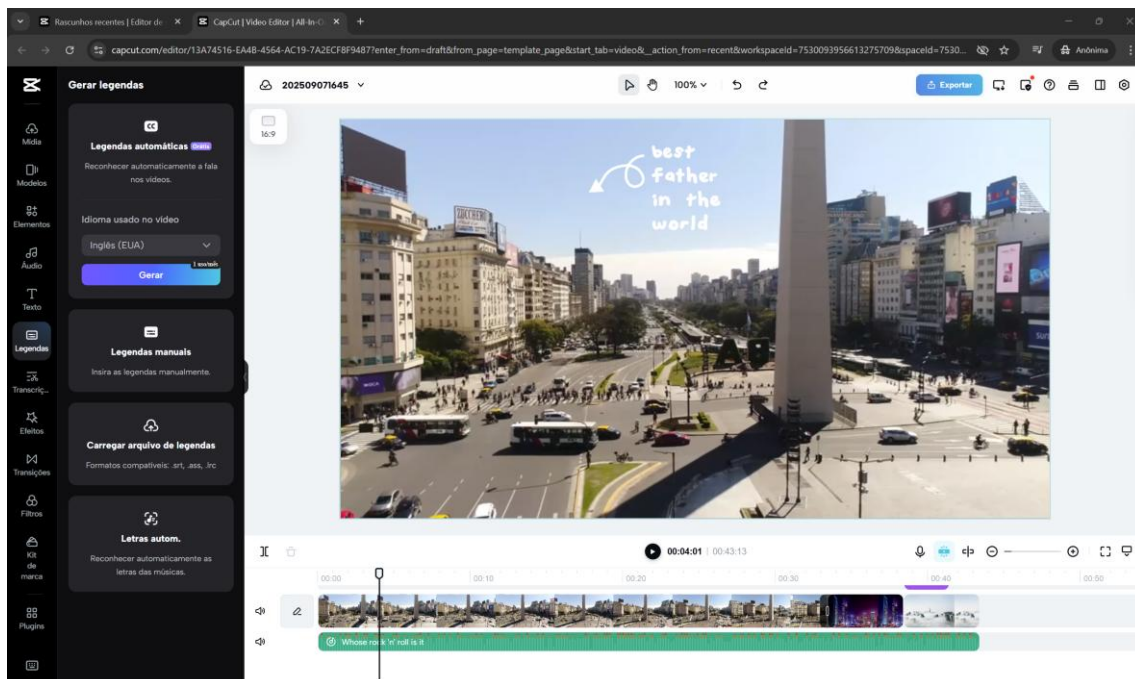 Rascunhos recentes | Editor de
CapCut | Video Editor | All-In-O
capcut.com/editor/13A74516-EA4B-4564-AC19-7A2ECF8F9487?enter_from=draft&from_page=template_page&start_tab=video&__action_from=recent&workspaceId=7530093956613275709&spaceId=7530...
Anônima
Mídia
Modelos
Elementos
Áudio
Texto
Legendas
Transcriç...
Efeitos
Transições
Filtros
Kit
de
marca
Plugins
Gerar legendas
CC
Legendas automáticas Grátis
Reconhecer automaticamente a fala
nos vídeos.
Idioma usado no vídeo
Inglês (EUA)
Gerar
Legendas manuais
Insira as legendas manualmente.
Carregar arquivo de legendas
Formatos compatíveis: .srt, .ass, .lrc
Letras autom.
Reconhecer automaticamente as
letras das músicas.
202509071645
100%
Exportar
16:9
best
father
in the
world
ZUCCHERO
BA
00:04:01 | 00:43:13
00:00
00:10
00:20
00:30
00:40
00:50
Whose rock 'n' roll is it